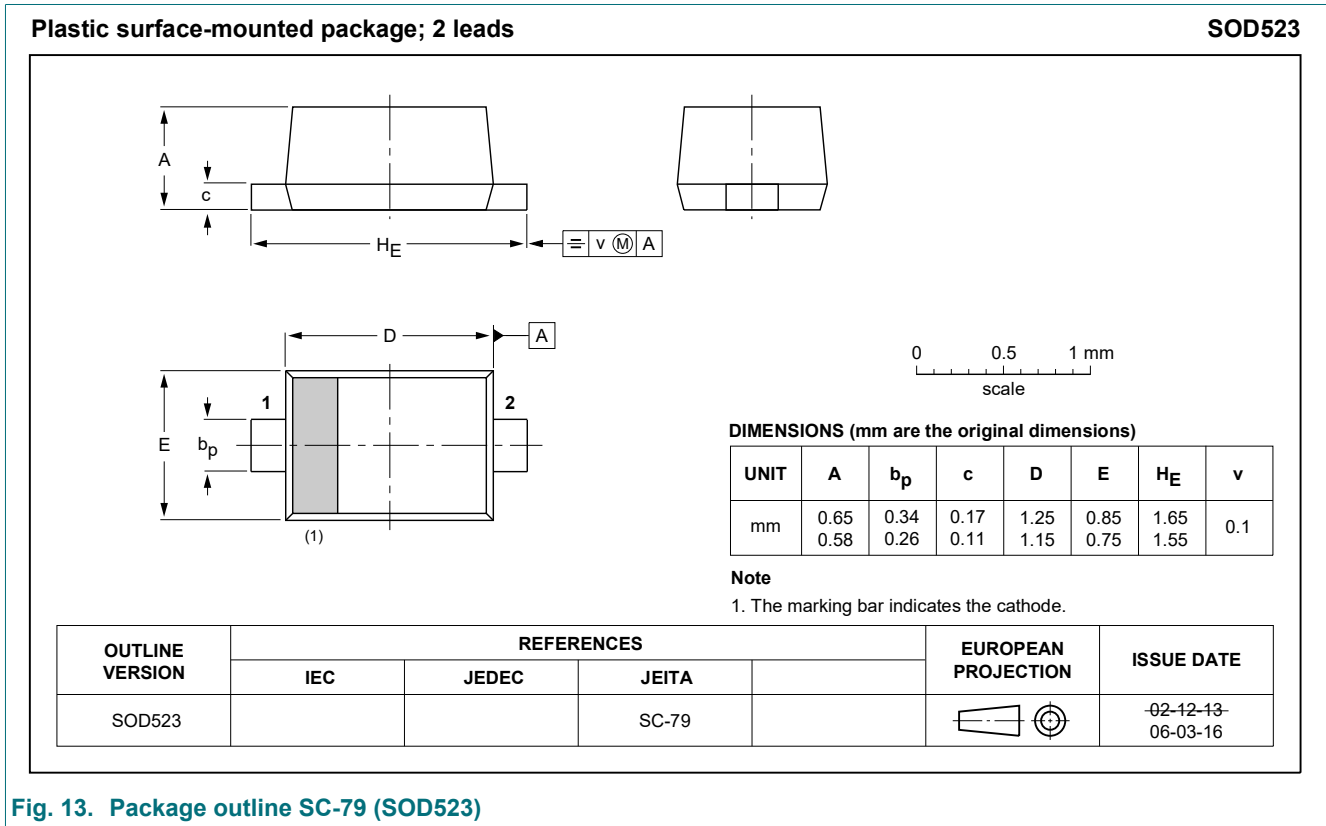 Plastic surface-mounted package; 2 leads SOD523
A
c
HE
v M A
D
A
E
bp
1
2
(1)
0 0.5 1 mm
scale
DIMENSIONS (mm are the original dimensions)
UNIT A bp c D E HE v
mm 0.65 0.34 0.17 1.25 0.85 1.65 0.1
0.58 0.26 0.11 1.15 0.75 1.55
Note
1. The marking bar indicates the cathode.
OUTLINE VERSION REFERENCES EUROPEAN PROJECTION ISSUE DATE
IEC JEDEC JEITA
SOD523 SC-79 02-12-13
06-03-16
Fig. 13. Package outline SC-79 (SOD523)